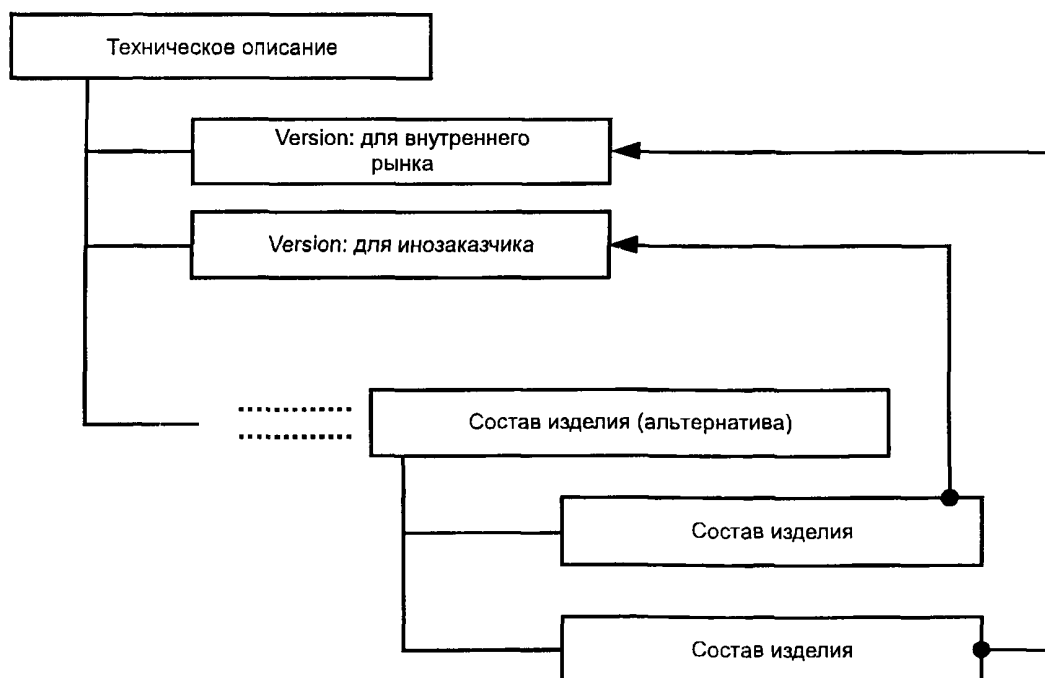 Техническое описание
Version: для внутреннего
рынка
Version: для инозаказчика
Состав изделия (альтернатива)
Состав изделия
Состав изделия